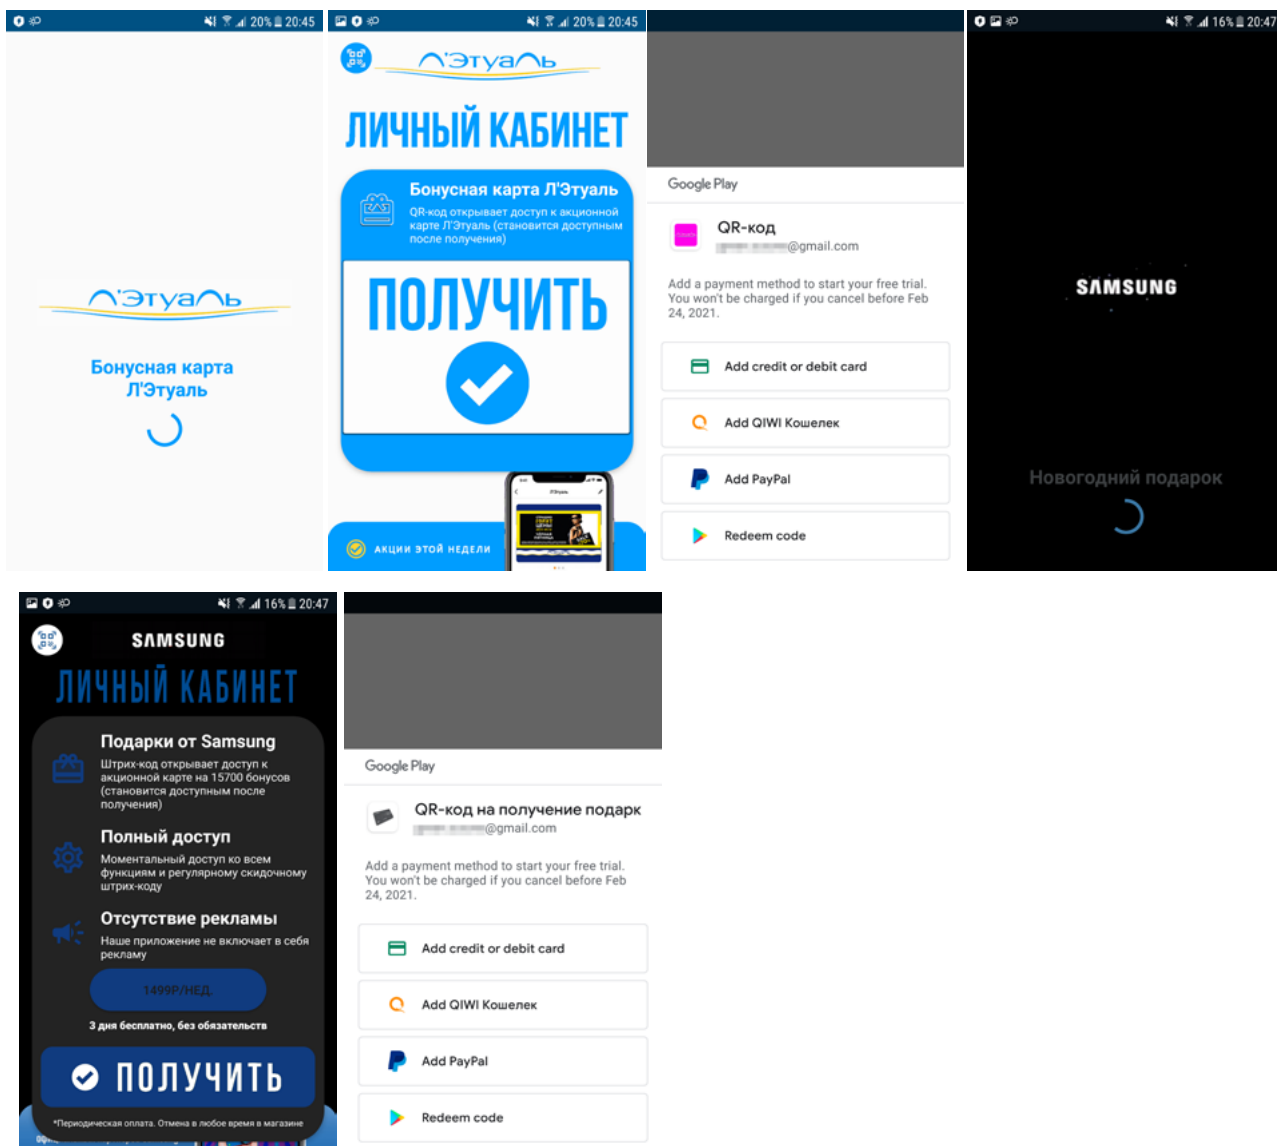 20% 20:45
Л'Этуаль
Бонусная карта
Л'Этуаль
20% 20:45
Л'Этуаль
ЛИЧНЫЙ КАБИНЕТ
Бонусная карта Л'Этуаль
QR-код открывает доступ к акционной
карте Л'Этуаль (становится доступным
после получения)
ПОЛУЧИТЬ
АКЦИИ ЭТОЙ НЕДЕЛИ
Google Play
QR-код
@gmail.com
Add a payment method to start your free trial.
You won't be charged if you cancel before Feb
24, 2021.
Add credit or debit card
Add QIWI Кошелек
Add PayPal
Redeem code
16% 20:47
SAMSUNG
Новогодний подарок
16% 20:47
SAMSUNG
ЛИЧНЫЙ КАБИНЕТ
Подарки от Samsung
Штрих-код открывает доступ к
акционной карте на 15700 бонусов
(становится доступным после
получения)
Полный доступ
Моментальный доступ ко всем
функциям и регулярному скидочному
штрих-коду
Отсутствие рекламы
Наше приложение не включает в себя
рекламу
1499Р/НЕД.
3 дня бесплатно, без обязательств
ПОЛУЧИТЬ
*Периодическая оплата. Отмена в любое время в магазине
Google Play
QR-код на получение подарк
@gmail.com
Add a payment method to start your free trial.
You won't be charged if you cancel before Feb
24, 2021.
Add credit or debit card
Add QIWI Кошелек
Add PayPal
Redeem code